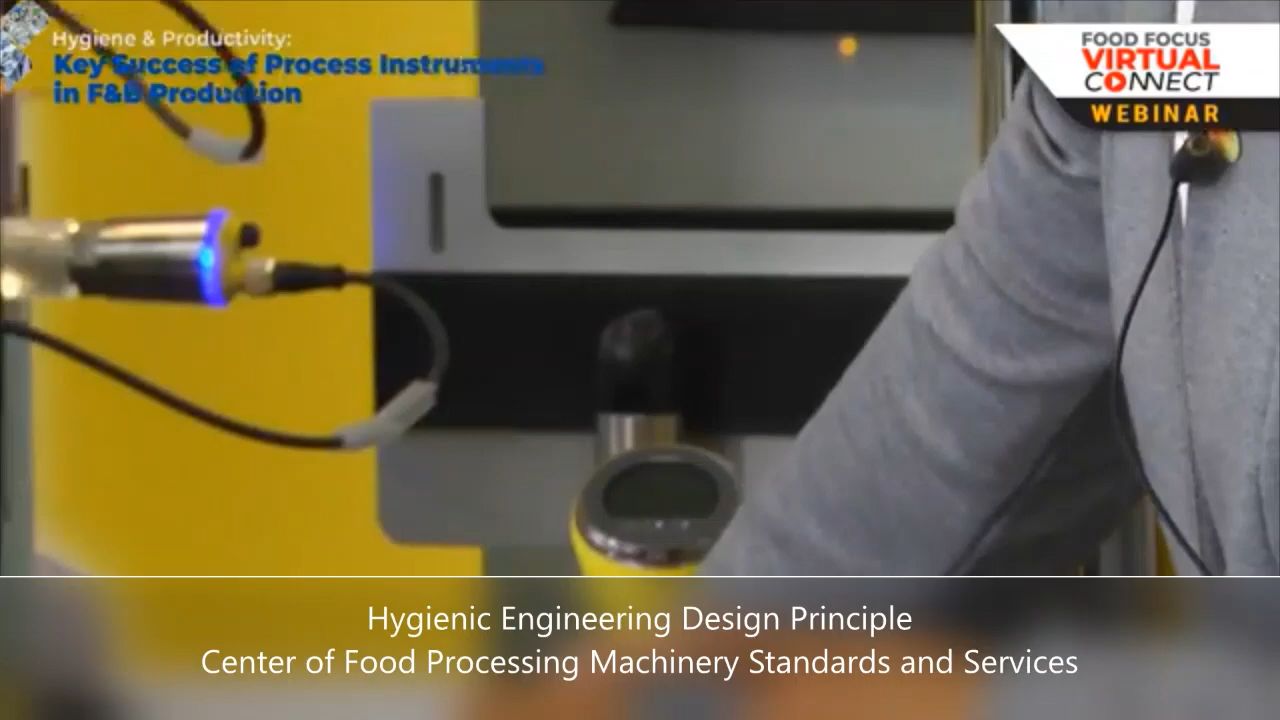 Hygiene & Productivity:
Key Success of Process Instruments
in F&B Production
FOOD FOCUS
VIRTUAL
CONNECT
WEBINAR
Hygienic Engineering Design Principle
Center of Food Processing Machinery Standards and Services